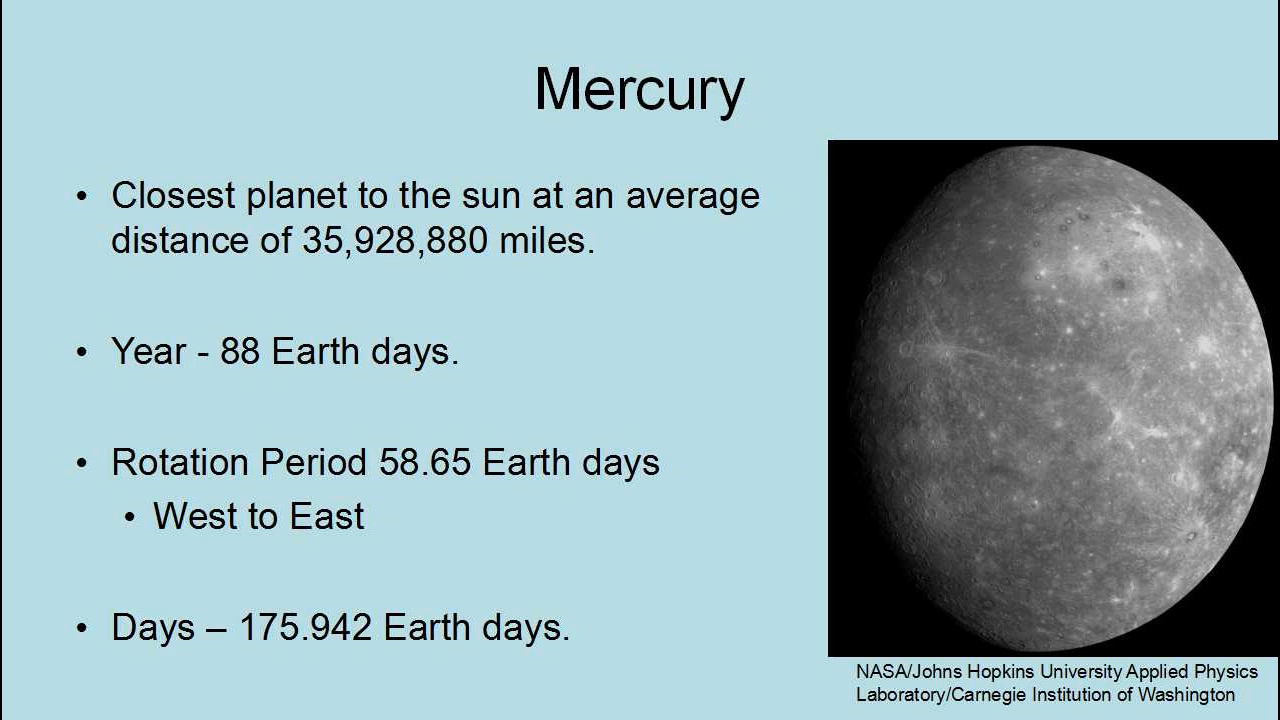 Mercury
• Closest planet to the sun at an average
distance of 35,928,880 miles.
• Year - 88 Earth days.
• Rotation Period 58.65 Earth days
• West to East
• Days – 175.942 Earth days.
NASA/Johns Hopkins University Applied Physics
Laboratory/Carnegie Institution of Washington